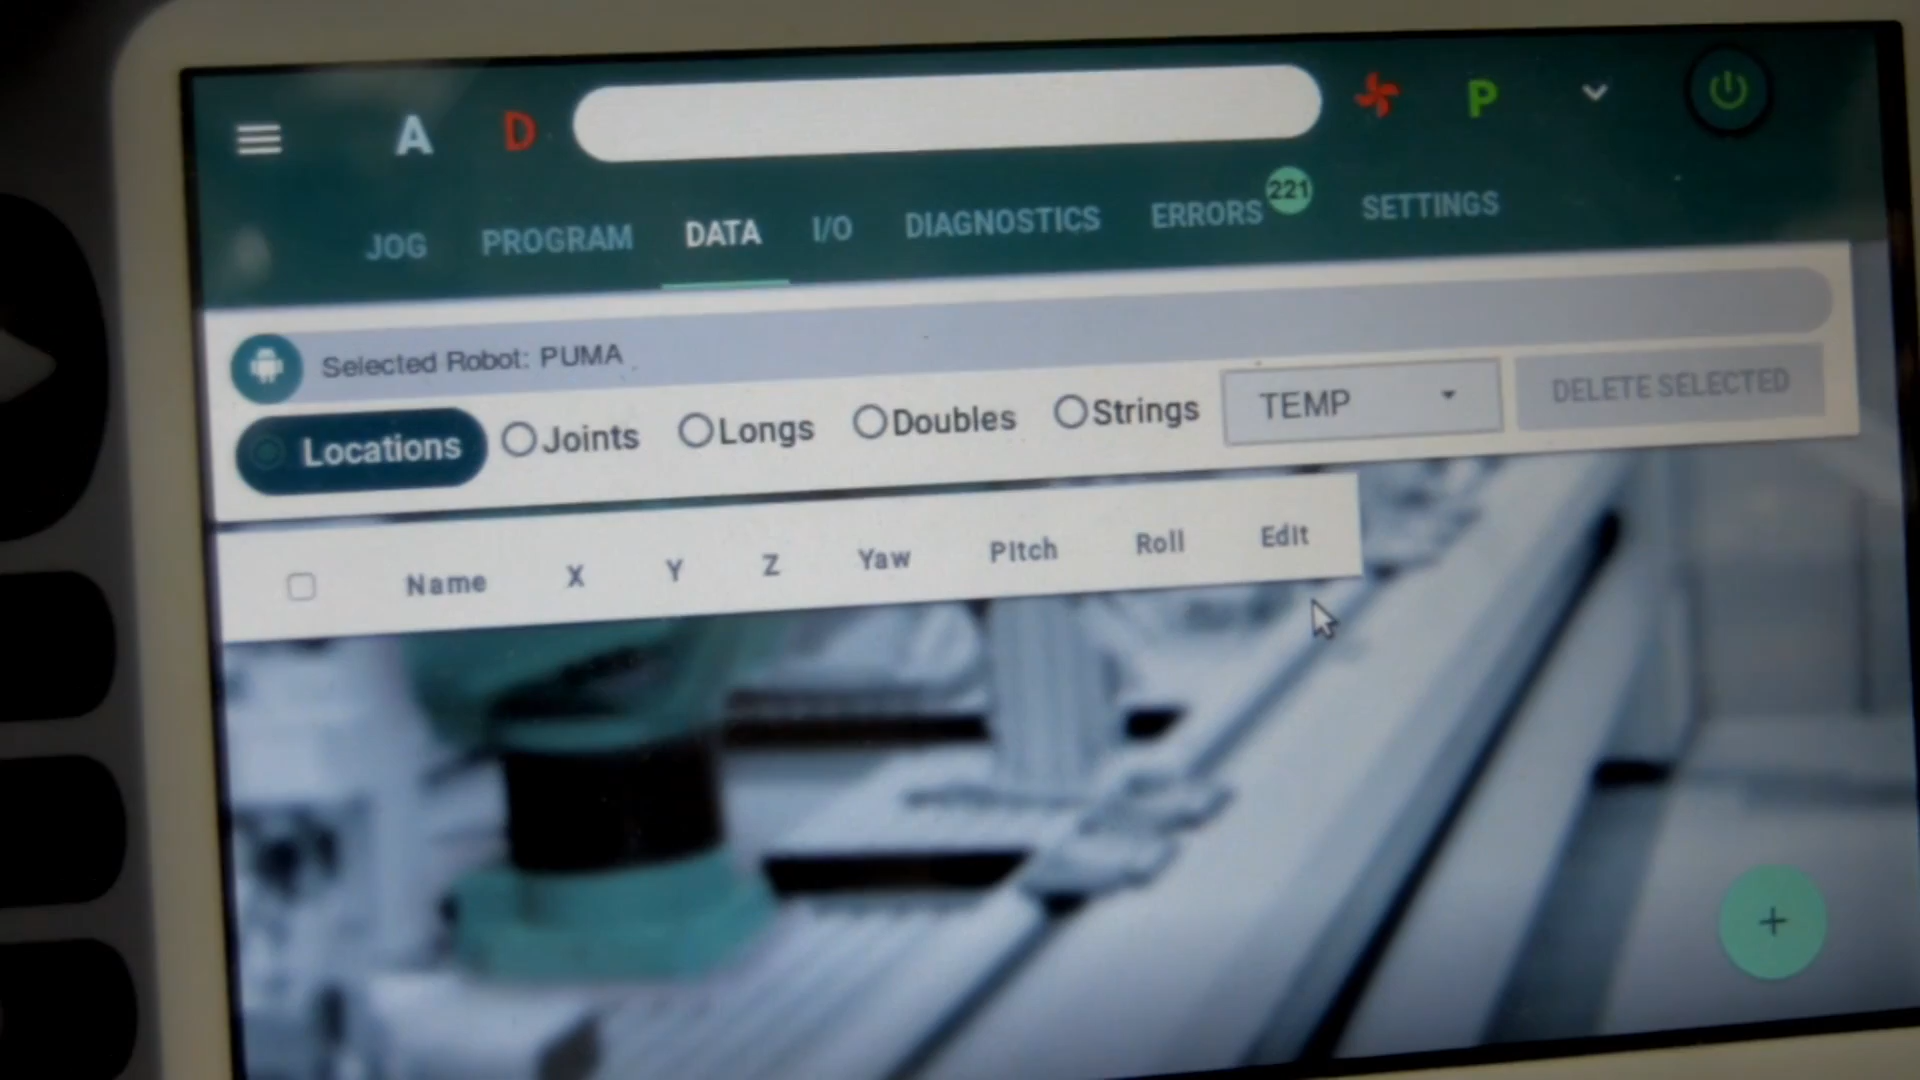 A D P
JOG PROGRAM DATA I/O DIAGNOSTICS ERRORS 221 SETTINGS
Selected Robot: PUMA
Locations Joints Longs Doubles Strings TEMP DELETE SELECTED
Name X Y Z Yaw Pitch Roll Edit
+